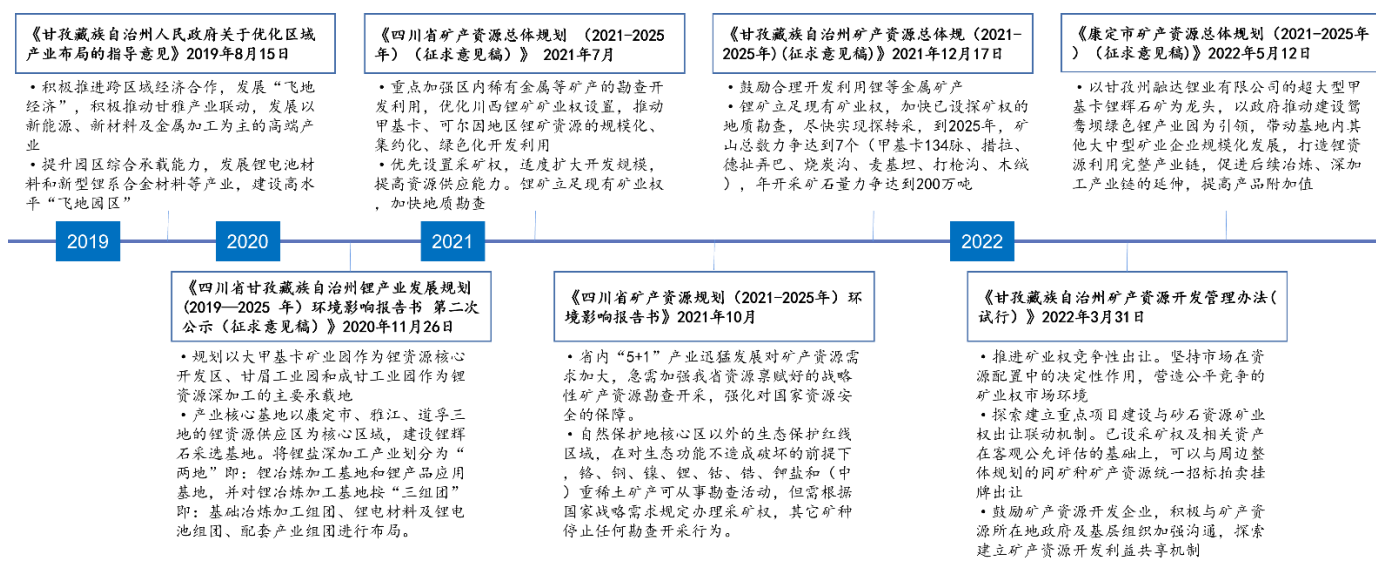 《甘孜藏族自治州人民政府关于优化区域
产业布局的指导意见》2019年8月15日
•积极推进跨区域经济合作，发展“飞地
经济”，积极推动甘雅产业联动，发展以
新能源、新材料及金属加工为主的高端产
业
•提升园区综合承载能力，发展锂电池材
料和新型锂系合金材料等产业，建设高水
平“飞地园区”
《四川省矿产资源总体规划 （2021-2025
年）（征求意见稿）》 2021年7月
•重点加强区内稀有金属等矿产的勘查开
发利用，优化川西锂矿矿业权设置，推动
甲基卡、可尔因地区锂矿资源的规模化、
集约化、绿色化开发利用
•优先设置采矿权，适度扩大开发规模，
提高资源供应能力。锂矿立足现有矿业权
，加快地质勘查
《甘孜藏族自治州矿产资源总体规（2021-
2025年)(征求意见稿）》2021年12月17日
•鼓励合理开发利用锂等金属矿产
•锂矿立足现有矿业权，加快已设探矿权的
地质勘查，尽快实现探转采，到2025年，矿
山总数力争达到7个（甲基卡134脉、措拉、
德扯弄巴、烧炭沟、麦基坦、打枪沟、木绒
），年开采矿石量力争达到200万吨
《康定市矿产资源总体规划（2021-2025年
）（征求意见稿）》2022年5月12日
•以甘孜州融达锂业有限公司的超大型甲
基卡锂辉石矿为龙头，以政府推动建设鸳
鸯坝绿色锂产业园为引领，带动基地内其
他大中型矿业企业规模化发展，打造锂资
源利用完整产业链，促进后续冶炼、深加
工产业链的延伸，提高产品附加值
2019
2020
2021
2022
《四川省甘孜藏族自治州锂产业发展规划
(2019—2025 年）环境影响报告书 第二次
公示（征求意见稿）》2020年11月26日
•规划以大甲基卡矿业园作为锂资源核心
开发区、甘眉工业园和成甘工业园作为锂
资源深加工的主要承载地
•产业核心基地以康定市、雅江、道孚三
地的锂资源供应区为核心区域，建设锂辉
石采选基地。将锂盐深加工产业划分为“
两地”即：锂冶炼加工基地和锂产品应用
基地，并对锂冶炼加工基地按“三组团”
即：基础冶炼加工组团、锂电材料及锂电
池组团、配套产业组团进行布局。
《四川省矿产资源规划（2021-2025年）环
境影响报告书》2021年10月
•省内“5+1”产业迅猛发展对矿产资源需
求加大，急需加强我省资源禀赋好的战略
性矿产资源勘查开采，强化对国家资源安
全的保障。
•自然保护地核心区以外的生态保护红线
区域，在对生态功能不造成破坏的前提下
，铬、铜、镍、锂、钴、锆、钾盐和（中
）重稀土矿产可从事勘查活动，但需根据
国家战略需求规定办理采矿权，其它矿种
停止任何勘查开采行为。
《甘孜藏族自治州矿产资源开发管理办法(
试行）》2022年3月31日
•推进矿业权竞争性出让。坚持市场在资
源配置中的决定性作用，营造公平竞争的
矿业权市场环境
•探索建立重点项目建设与砂石资源矿业
权出让联动机制。已设采矿权及相关资产
在客观公允评估的基础上，可以与周边整
体规划的同矿种矿产资源统一招标拍卖挂
牌出让
•鼓励矿产资源开发企业，积极与矿产资
源所在地政府及基层组织加强沟通，探索
建立矿产资源开发利益共享机制